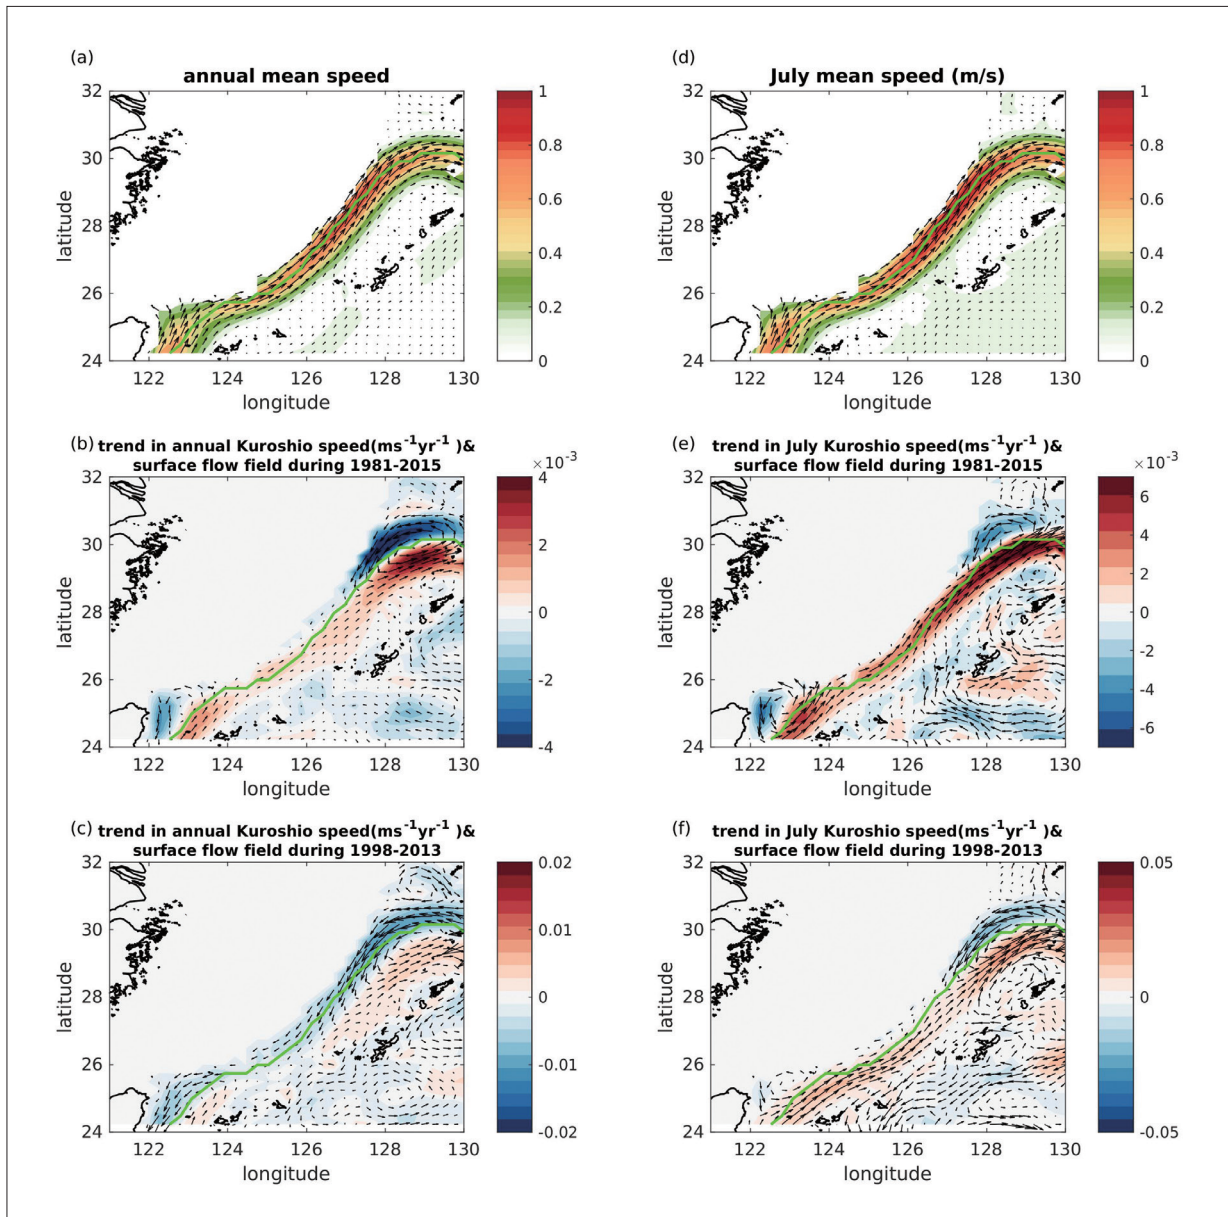 (a)
annual mean speed
32
30
28
26
24
latitude
122 124 126 128 130
longitude
1
0.8
0.6
0.4
0.2
0
(d)
July mean speed (m/s)
32
30
28
26
24
latitude
122 124 126 128 130
longitude
1
0.8
0.6
0.4
0.2
0
(b)
trend in annual Kuroshio speed(ms⁻¹yr⁻¹ )&
surface flow field during 1981-2015
×10⁻³
32
30
28
26
24
latitude
122 124 126 128 130
longitude
4
2
0
-2
-4
(e)
trend in July Kuroshio speed(ms⁻¹yr⁻¹ )&
surface flow field during 1981-2015
×10⁻³
32
30
28
26
24
latitude
122 124 126 128 130
longitude
6
4
2
0
-2
-4
-6
(c)
trend in annual Kuroshio speed(ms⁻¹yr⁻¹ )&
surface flow field during 1998-2013
32
30
28
26
24
latitude
122 124 126 128 130
longitude
0.02
0.01
0
-0.01
-0.02
(f)
trend in July Kuroshio speed(ms⁻¹yr⁻¹ )&
surface flow field during 1998-2013
32
30
28
26
24
latitude
122 124 126 128 130
longitude
0.05
0
-0.05